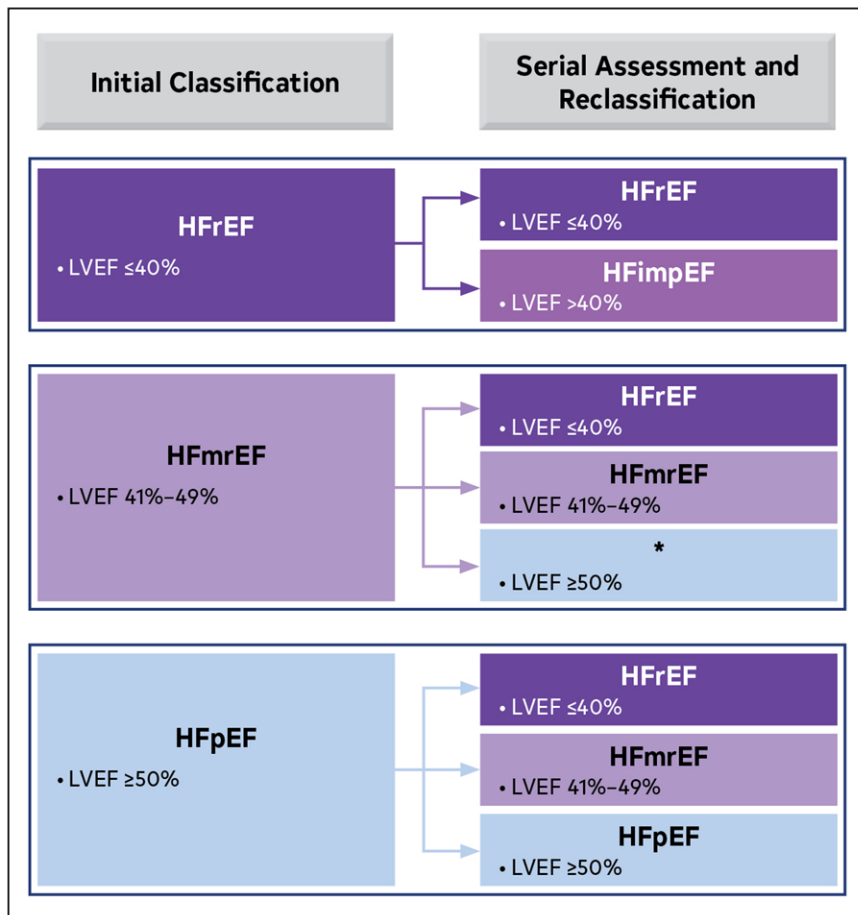 Initial Classification
Serial Assessment and
Reclassification
HFrEF
• LVEF ≤40%
HFrEF
• LVEF ≤40%
HFimpEF
• LVEF >40%
HFmrEF
• LVEF 41%–49%
HFrEF
• LVEF ≤40%
HFmrEF
• LVEF 41%–49%
*
• LVEF ≥50%
HFpEF
• LVEF ≥50%
HFrEF
• LVEF ≤40%
HFmrEF
• LVEF 41%–49%
HFpEF
• LVEF ≥50%